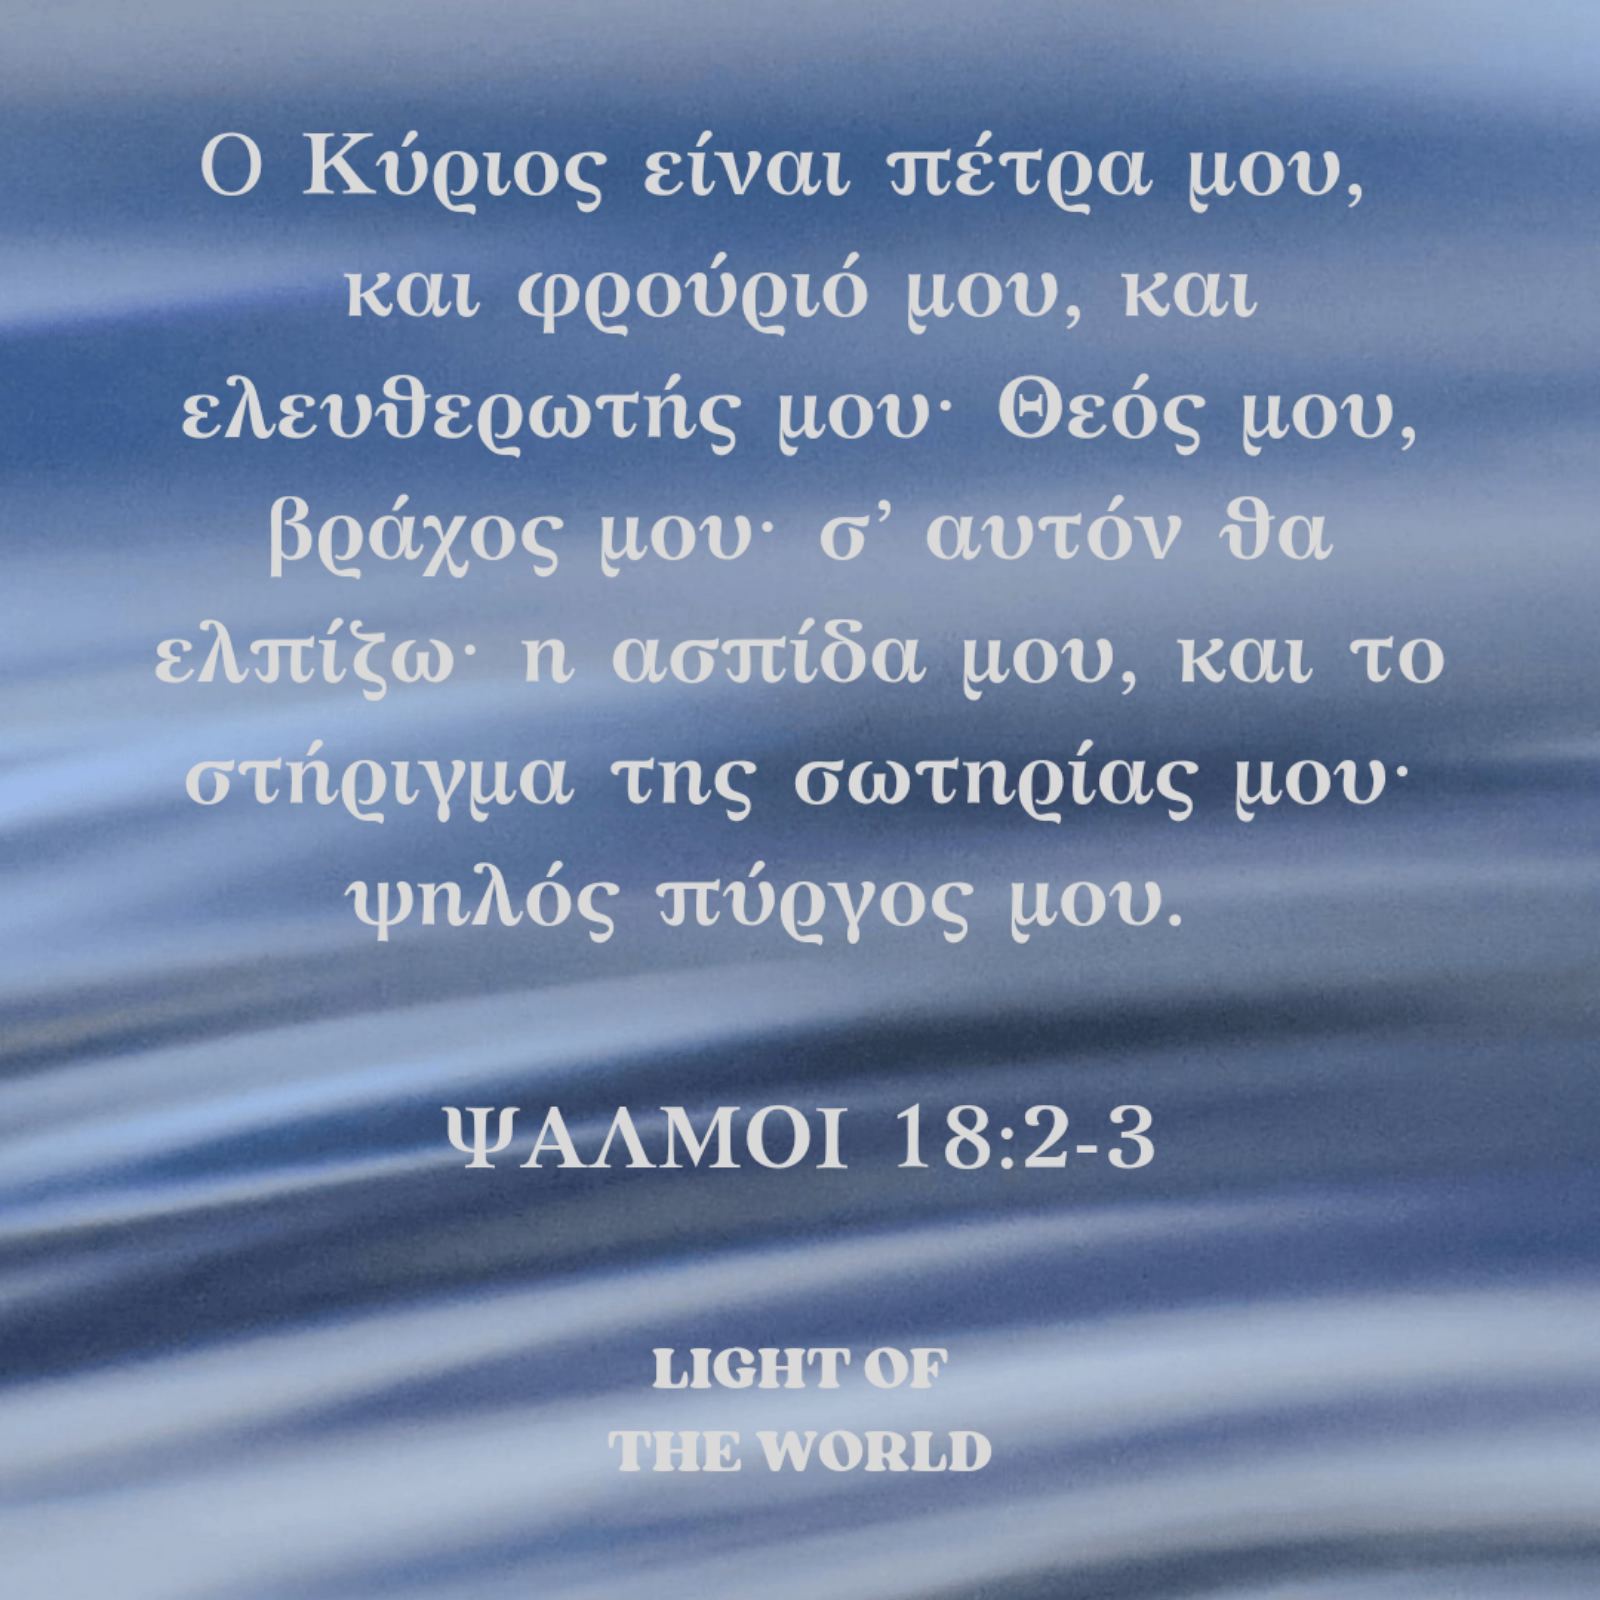 Ο Κύριος είναι πέτρα μου,
και φρούριό μου, και
ελευθερωτής μου· Θεός μου,
βράχος μου· σ’ αυτόν θα
ελπίζω· η ασπίδα μου, και το
στήριγμα της σωτηρίας μου·
ψηλός πύργος μου.
ΨΑΛΜΟΙ 18:2-3
LIGHT OF
THE WORLD